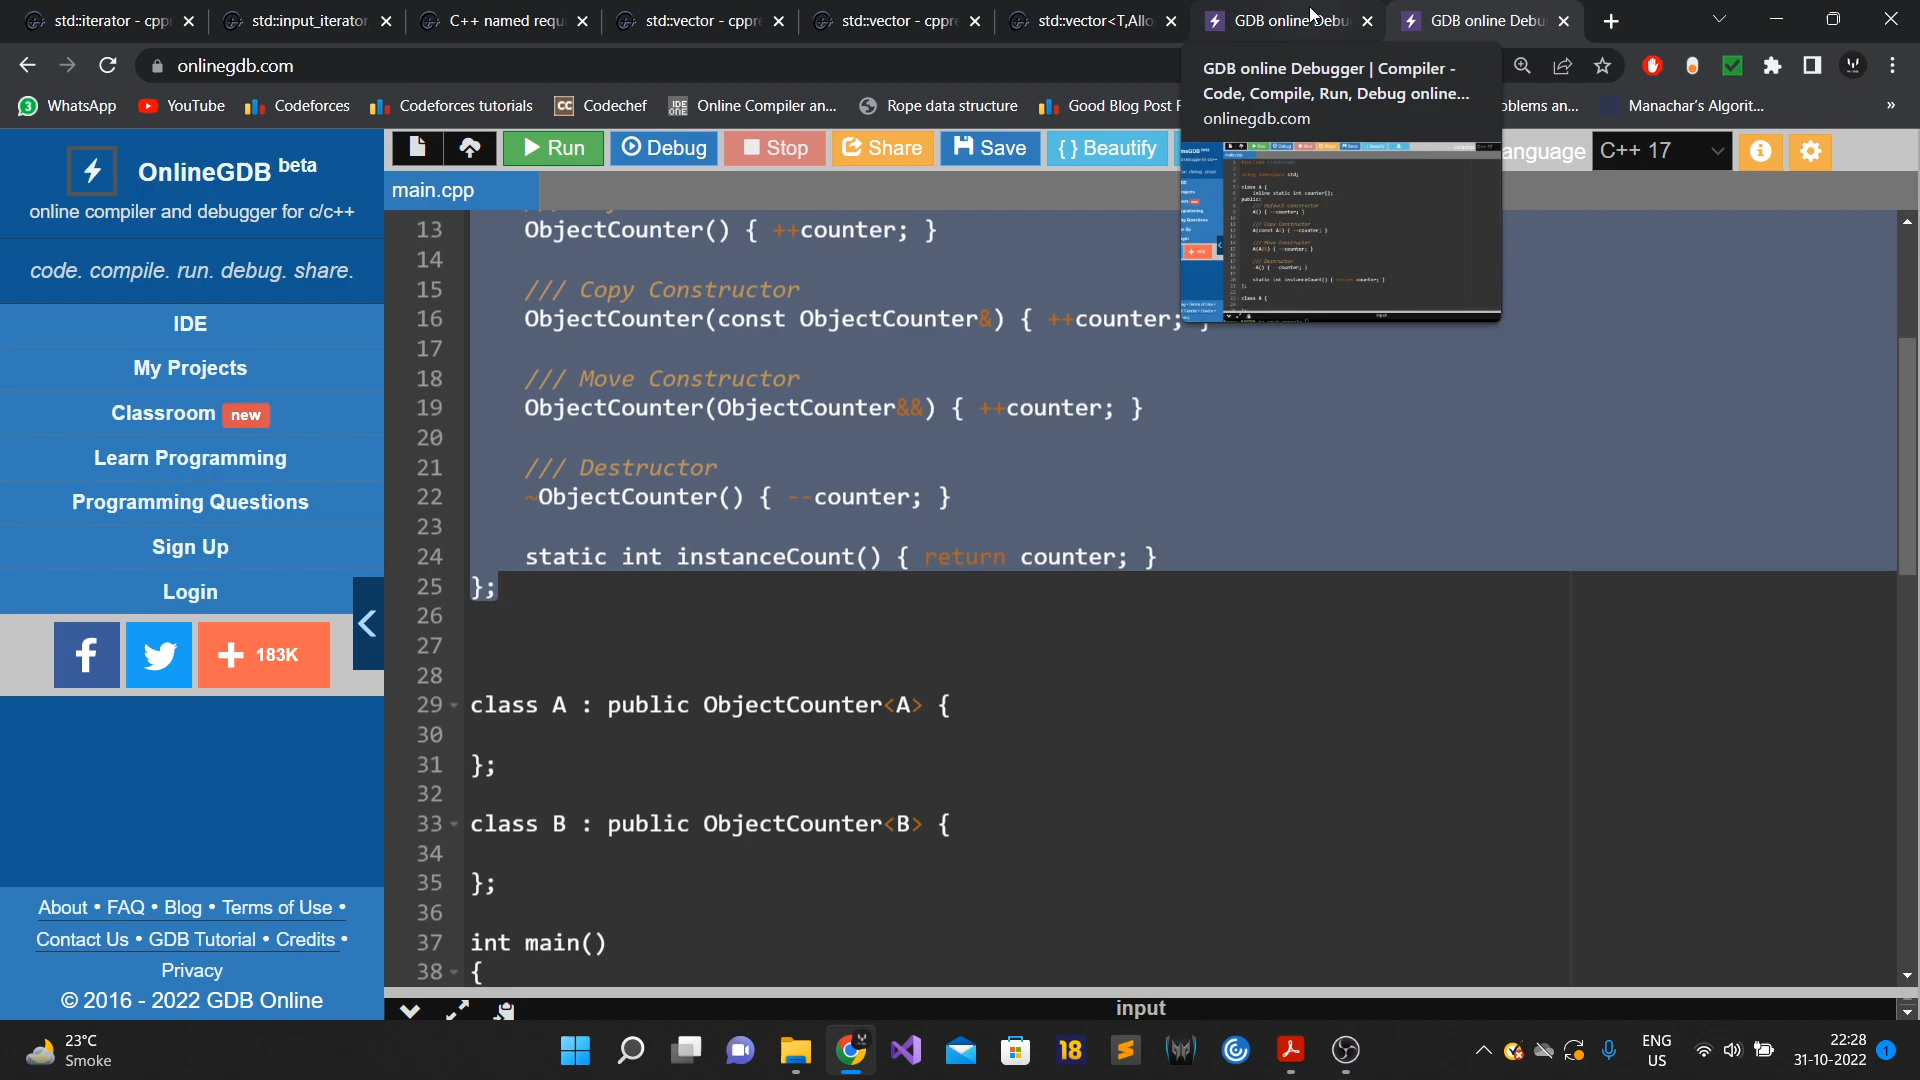 std::iterator - cppr
std::input_iterator
C++ named requi
std::vector - cppre
std::vector - cppre
std::vector<T,Allo
GDB online Debu
GDB online Debu
onlinegdb.com
GDB online Debugger | Compiler -
Code, Compile, Run, Debug online...
onlinegdb.com
WhatsApp
YouTube
Codeforces
Codeforces tutorials
Codechef
Online Compiler an...
Rope data structure
Good Blog Post
oblems an...
Manachar's Algorit...
»
OnlineGDB beta
online compiler and debugger for c/c++
code. compile. run. debug. share.
IDE
My Projects
Classroom new
Learn Programming
Programming Questions
Sign Up
Login
183K
About • FAQ • Blog • Terms of Use •
Contact Us • GDB Tutorial • Credits •
Privacy
© 2016 - 2022 GDB Online
Run
Debug
Stop
Share
Save
{ } Beautify
anguage
C++ 17
main.cpp
13 ObjectCounter() { ++counter; }
14
15 /// Copy Constructor
16 ObjectCounter(const ObjectCounter&) { ++counter; }
17
18 /// Move Constructor
19 ObjectCounter(ObjectCounter&&) { ++counter; }
20
21 /// Destructor
22 ~ObjectCounter() { --counter; }
23
24 static int instanceCount() { return counter; }
25 };
26
27
28
29 class A : public ObjectCounter<A> {
30
31 };
32
33 class B : public ObjectCounter<B> {
34
35 };
36
37 int main()
38 {
input
23°C
Smoke
18
ENG
US
22:28
31-10-2022
1